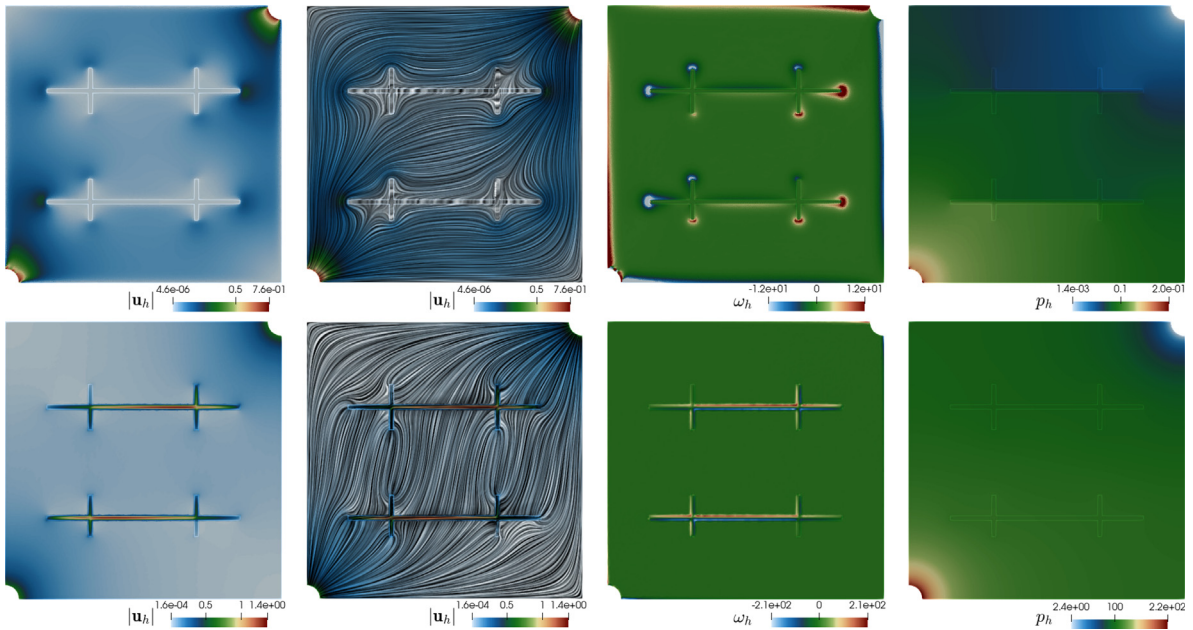 4.6e-06 0.5 7.6e-01
|u_h|
4.6e-06 0.5 7.6e-01
|u_h|
-1.2e+01 0 1.2e+01
ω_h
1.4e-03 0.1 2.0e-01
p_h
1.6e-04 0.5 1 1.4e+00
|u_h|
1.6e-04 0.5 1 1.4e+00
|u_h|
-2.1e+02 0 2.1e+02
ω_h
2.4e+00 100 2.2e+02
p_h